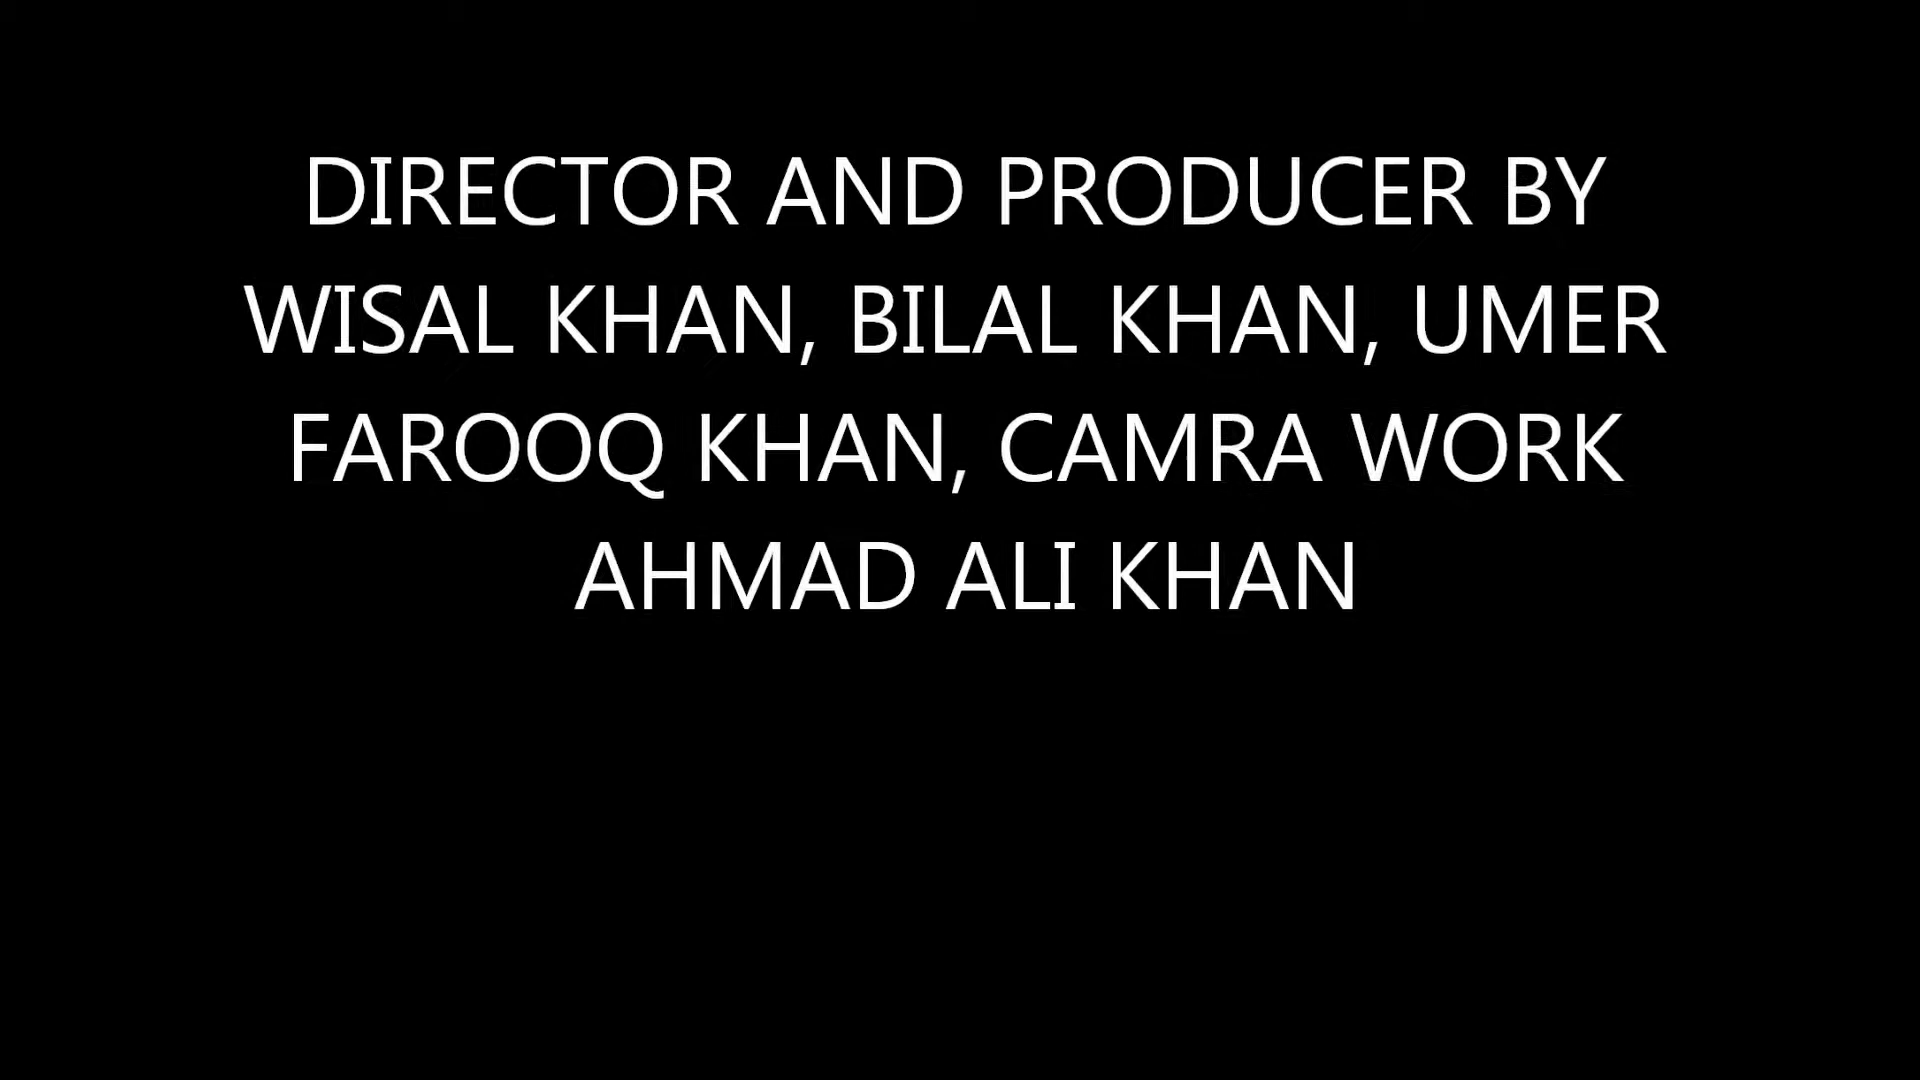 DIRECTOR AND PRODUCER BY
WISAL KHAN, BILAL KHAN, UMER
FAROOQ KHAN, CAMRA WORK
AHMAD ALI KHAN